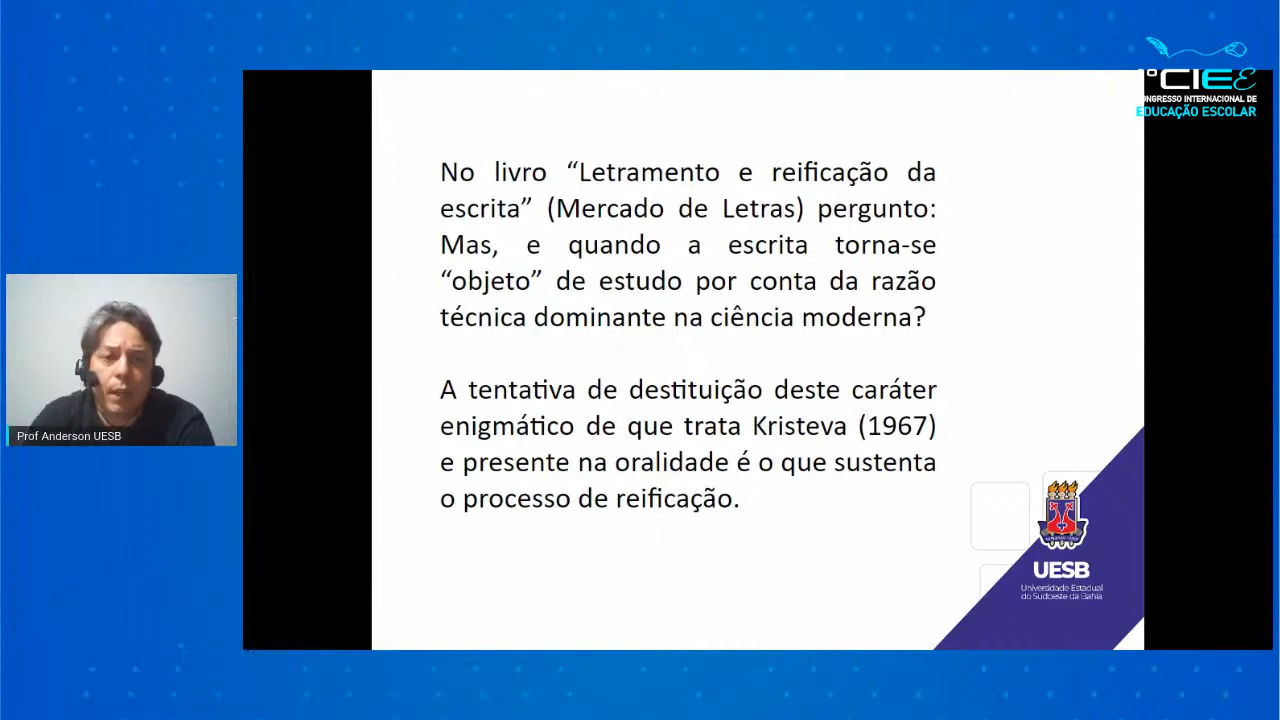 CIEE
CONGRESSO INTERNACIONAL DE
EDUCAÇÃO ESCOLAR
No livro “Letramento e reificação da
escrita” (Mercado de Letras) pergunto:
Mas, e quando a escrita torna-se
“objeto” de estudo por conta da razão
técnica dominante na ciência moderna?
A tentativa de destituição deste caráter
enigmático de que trata Kristeva (1967)
e presente na oralidade é o que sustenta
o processo de reificação.
Prof Anderson UESB
UESB
Universidade Estadual
do Sudoeste da Bahia